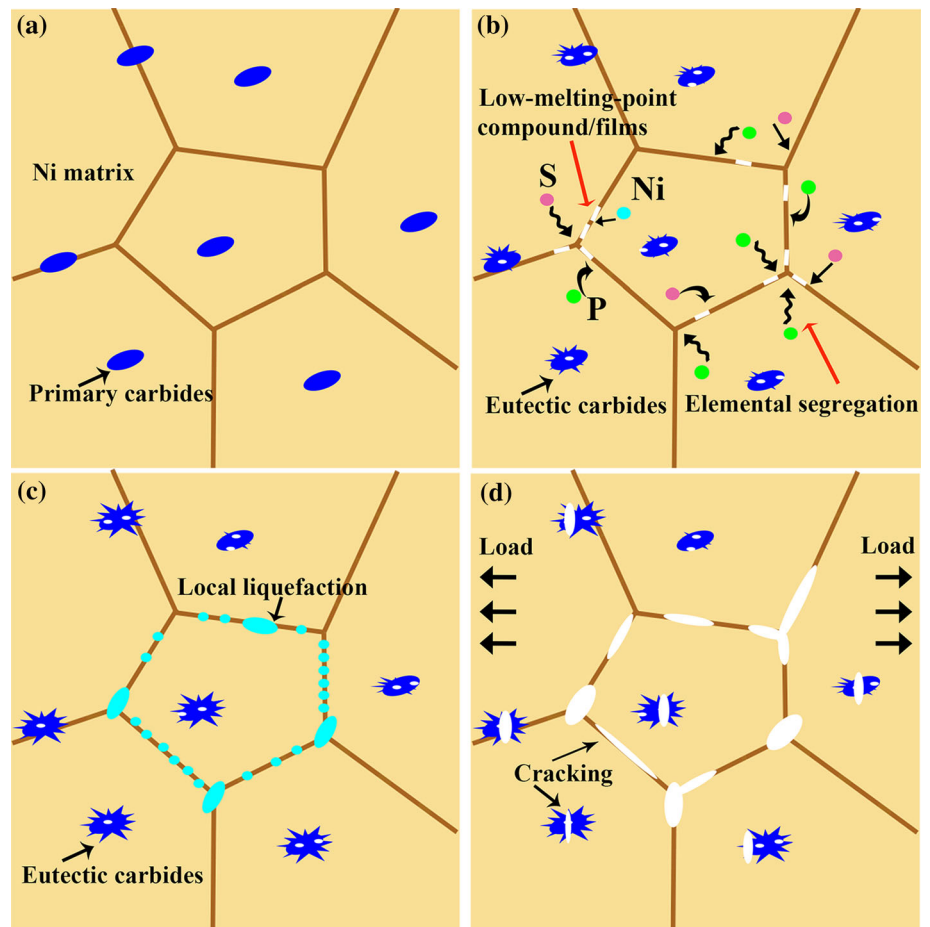 (a)
Ni matrix
Primary carbides
(b)
Low-melting-point
compound/films
S
Ni
P
Eutectic carbides
Elemental segregation
(c)
Local liquefaction
Eutectic carbides
(d)
Load
Load
Cracking